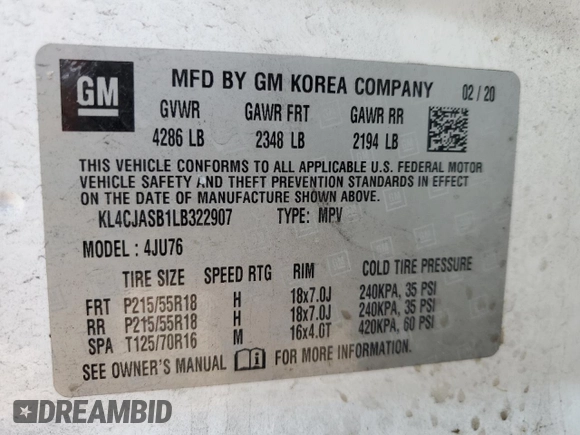 GM MFD BY GM KOREA COMPANY 02/20
GVWR GAWR FRT GAWR RR
4286 LB 2348 LB 2194 LB
THIS VEHICLE CONFORMS TO ALL APPLICABLE U.S. FEDERAL MOTOR
VEHICLE SAFETY AND THEFT PREVENTION STANDARDS IN EFFECT
ON THE DATE OF MANUFACTURE SHOWN ABOVE.
KL4CJASB1LB322907 TYPE: MPV
MODEL: 4JU76
TIRE SIZE SPEED RTG RIM COLD TIRE PRESSURE
FRT P215/55R18 H 18x7.0J 240KPA, 35 PSI
RR P215/55R18 H 18x7.0J 240KPA, 35 PSI
SPA T125/70R16 M 16x4.0T 420KPA, 60 PSI
SEE OWNER'S MANUAL FOR MORE INFORMATION.
DREAMBID